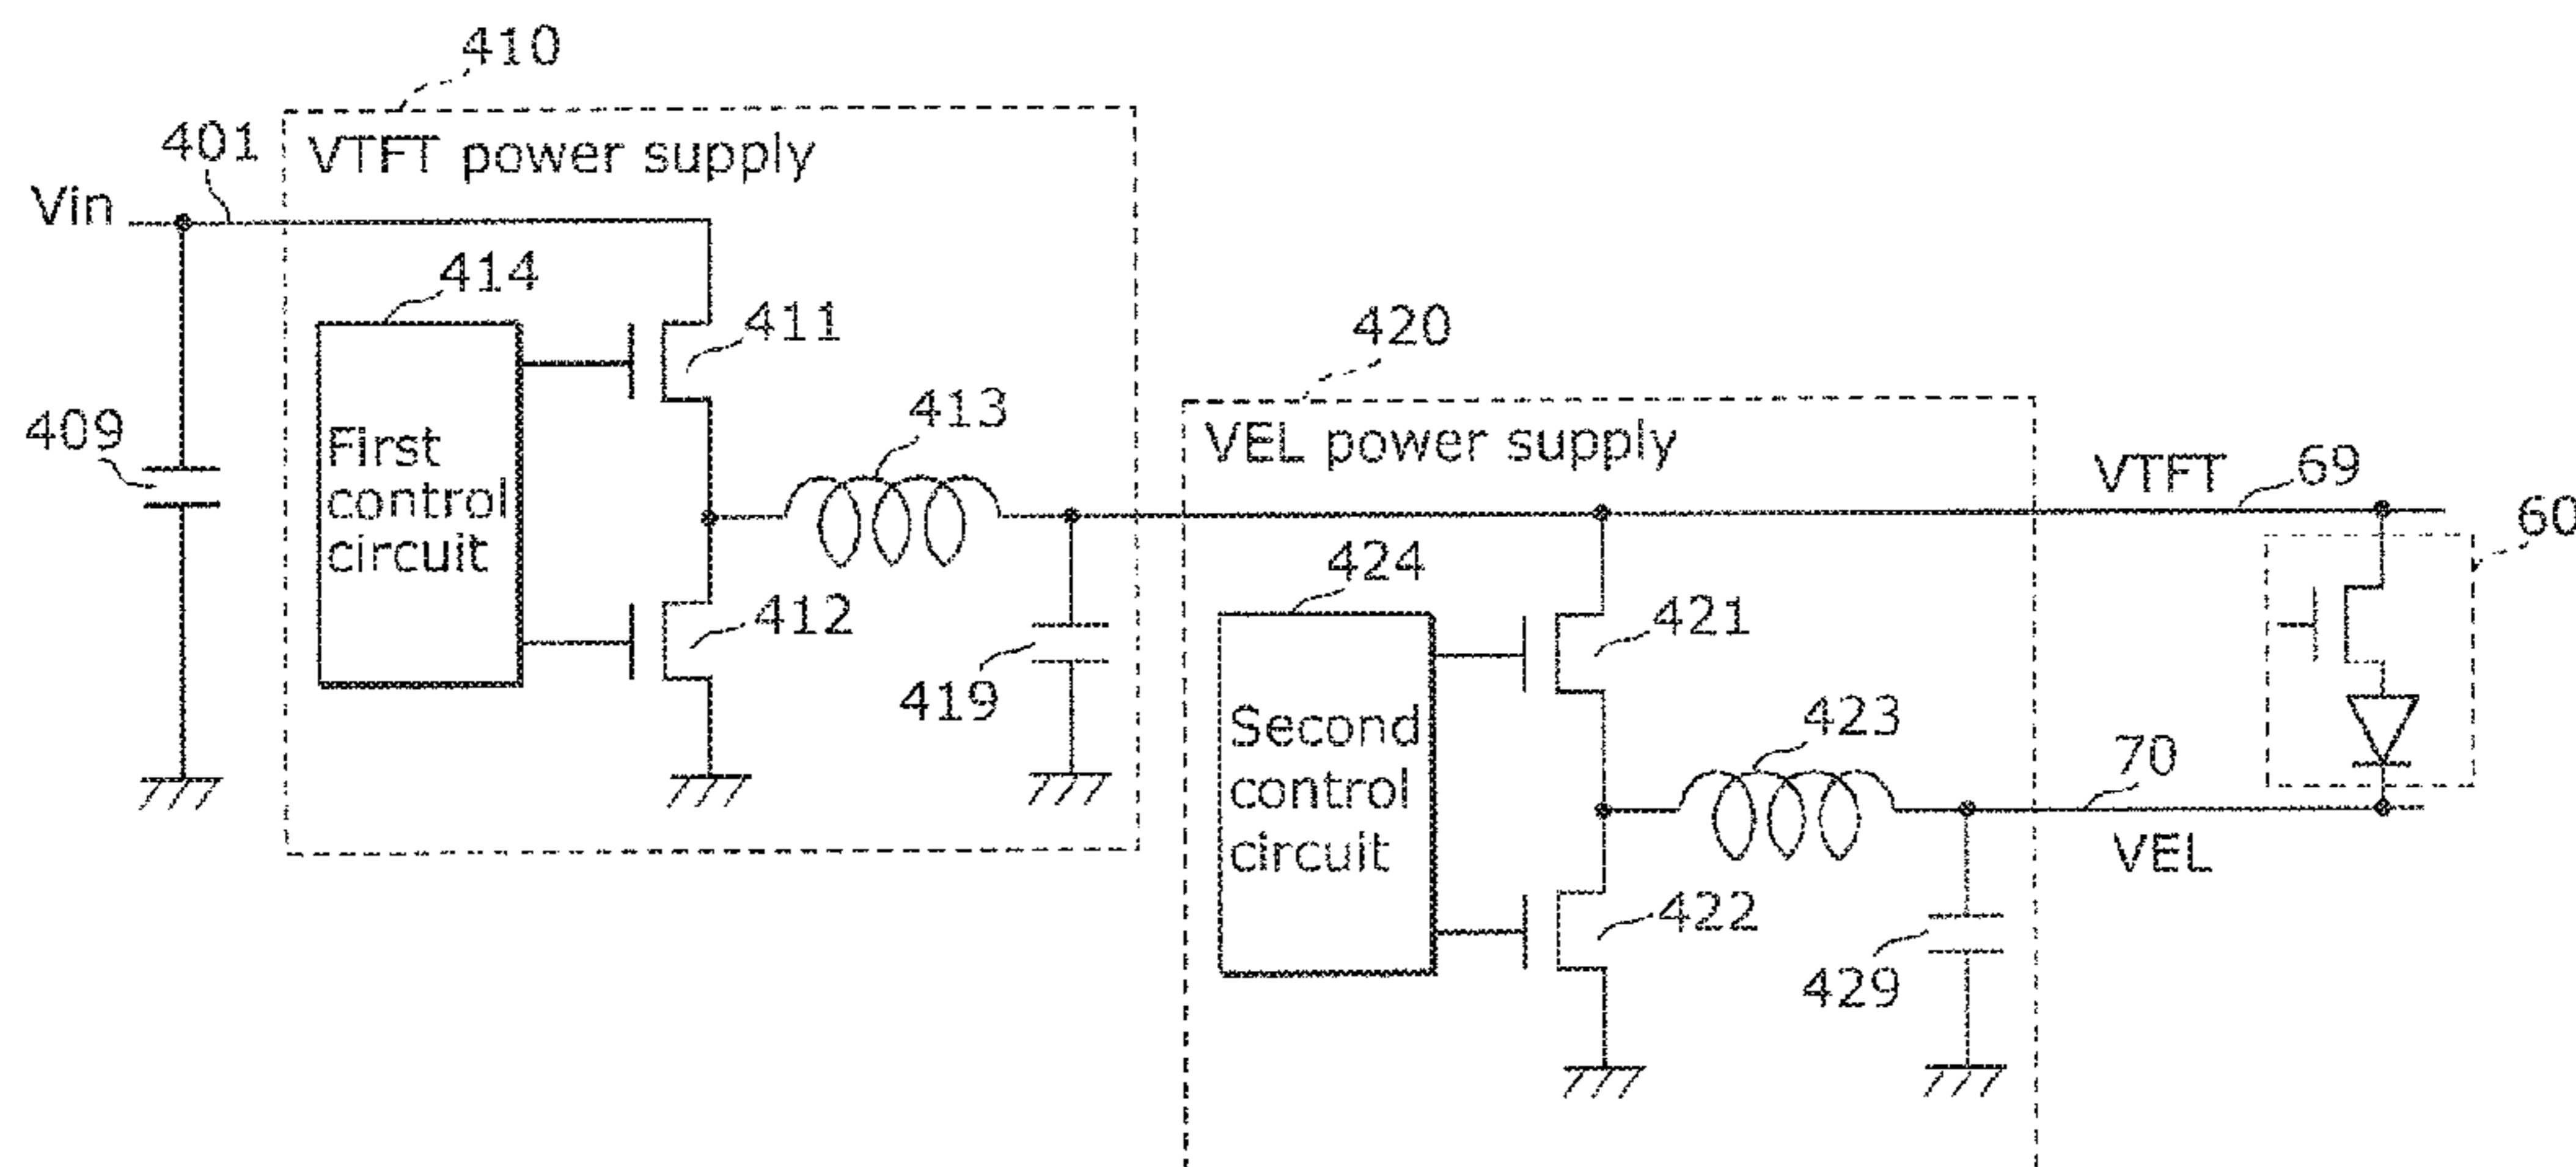 410
401
VTFT power supply
Vin
414
411
420
409
First
control
circuit
413
VEL power supply
VTFT
69
60
424
412
421
419
Second
control
circuit
423
70
VEL
422
429